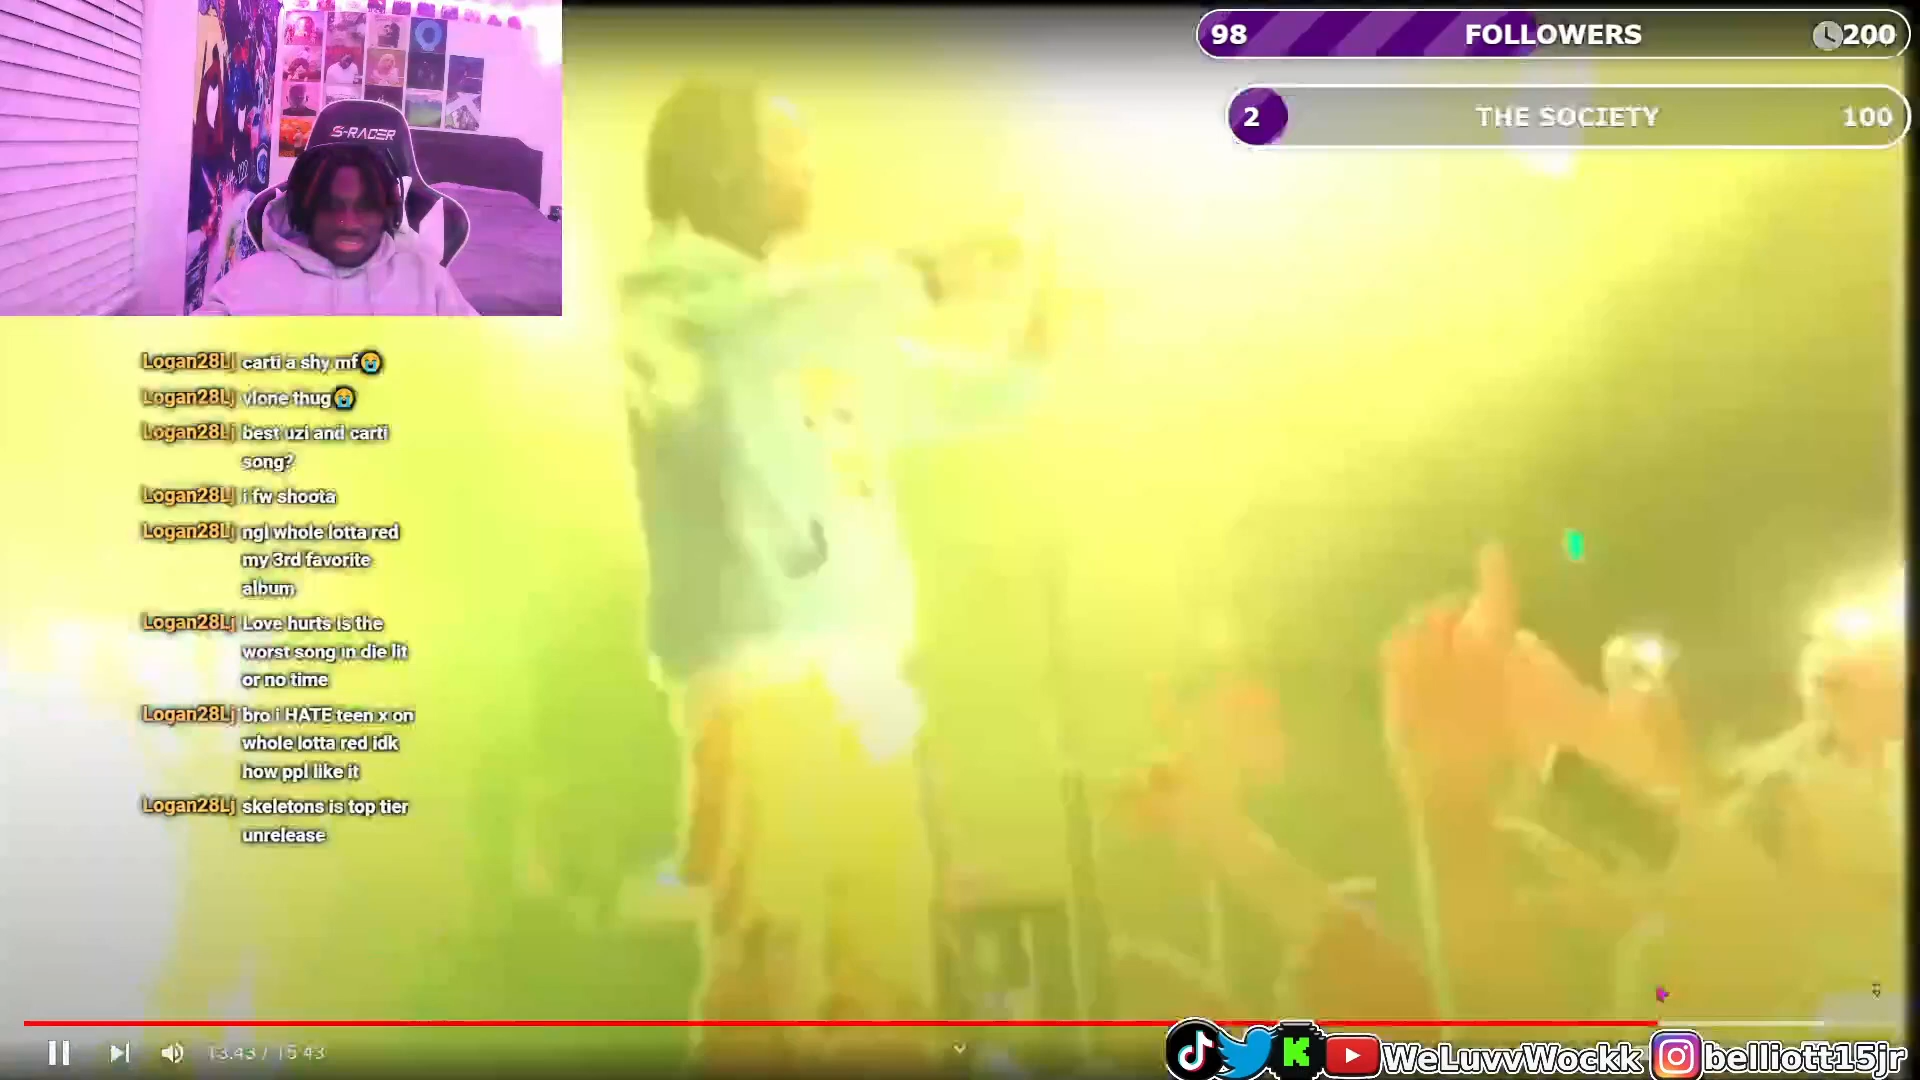 98 FOLLOWERS 200
2 THE SOCIETY 100
S-RACER
Logan28Lj carti a shy mf😭
Logan28Lj vlone thug😭
Logan28Lj best uzi and carti
song?
Logan28Lj i fw shoota
Logan28Lj ngl whole lotta red
my 3rd favorite
album
Logan28Lj Love hurts is the
worst song in die lit
or no time
Logan28Lj bro i HATE teen x on
whole lotta red idk
how ppl like it
Logan28Lj skeletons is top tier
unrelease
13:43 / 15:43
K WeLuvvWockk belliott15jr